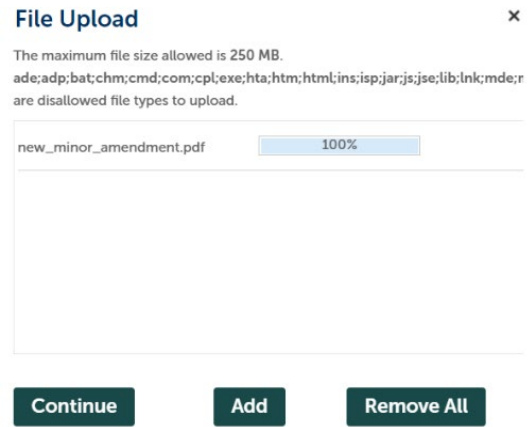 File Upload
×
The maximum file size allowed is 250 MB.
ade;adp;bat;chm;cmd;com;cpl;exe;hta;htm;html;ins;isp;jar;js;jse;lib;lnk;mde;
are disallowed file types to upload.
new_minor_amendment.pdf 100%
Continue Add Remove All